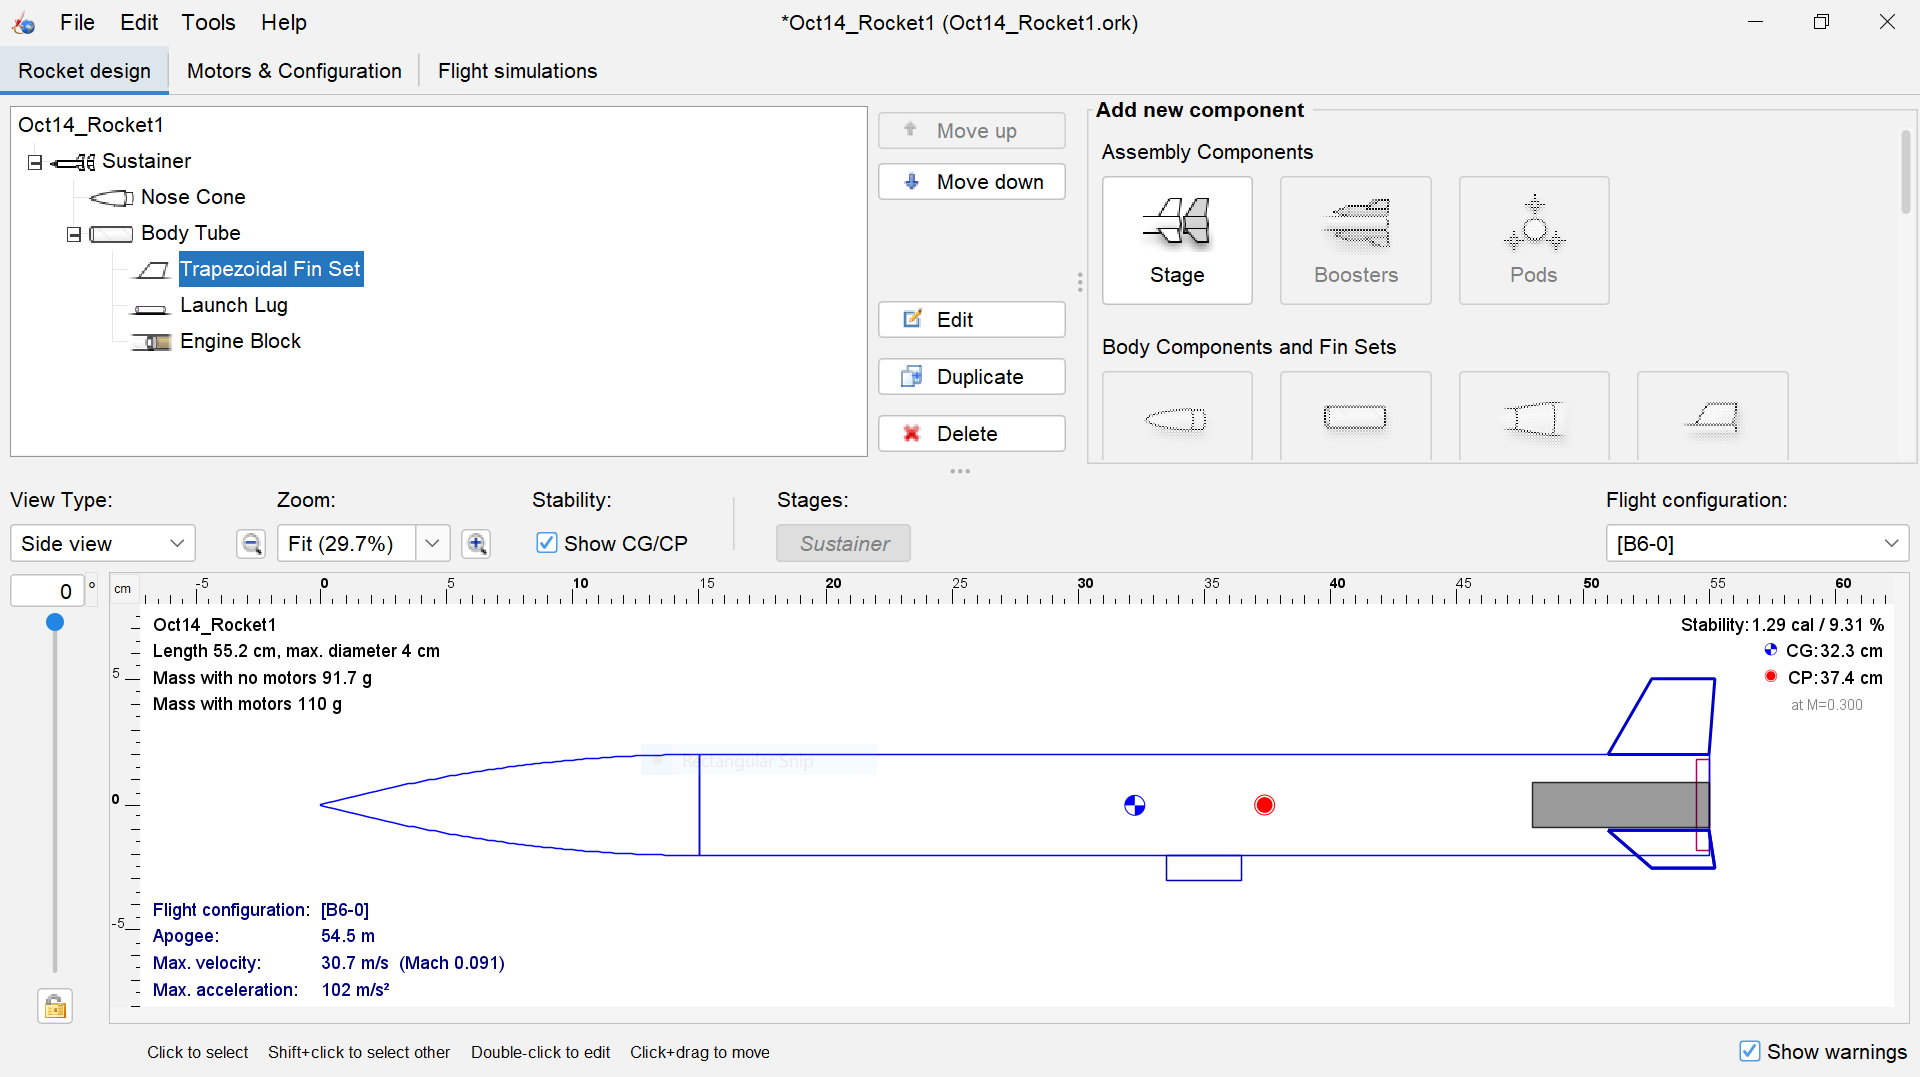 File Edit Tools Help
*Oct14_Rocket1 (Oct14_Rocket1.ork)
Rocket design
Motors & Configuration
Flight simulations
Oct14_Rocket1
Sustainer
Nose Cone
Body Tube
Trapezoidal Fin Set
Launch Lug
Engine Block
Move up
Move down
Edit
Duplicate
Delete
Add new component
Assembly Components
Stage
Boosters
Pods
Body Components and Fin Sets
View Type:
Side view
Zoom:
Fit (29.7%)
Stability:
Show CG/CP
Stages:
Sustainer
Flight configuration:
[B6-0]
0 °
cm
-5 0 5 10 15 20 25 30 35 40 45 50 55 60
5
0
-5
Oct14_Rocket1
Length 55.2 cm, max. diameter 4 cm
Mass with no motors 91.7 g
Mass with motors 110 g
Stability: 1.29 cal / 9.31 %
CG: 32.3 cm
CP: 37.4 cm
at M=0.300
Rectangular Snip
Flight configuration: [B6-0]
Apogee: 54.5 m
Max. velocity: 30.7 m/s (Mach 0.091)
Max. acceleration: 102 m/s²
Click to select Shift+click to select other Double-click to edit Click+drag to move
Show warnings